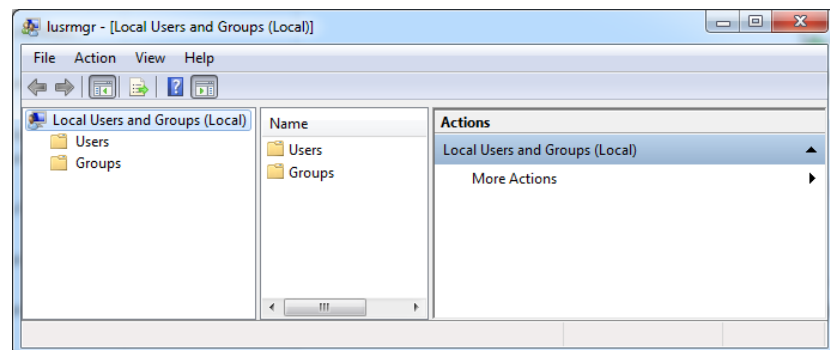 lusrmgr - [Local Users and Groups (Local)]
File Action View Help
Local Users and Groups (Local)
Users
Groups
Name
Users
Groups
Actions
Local Users and Groups (Local)
More Actions